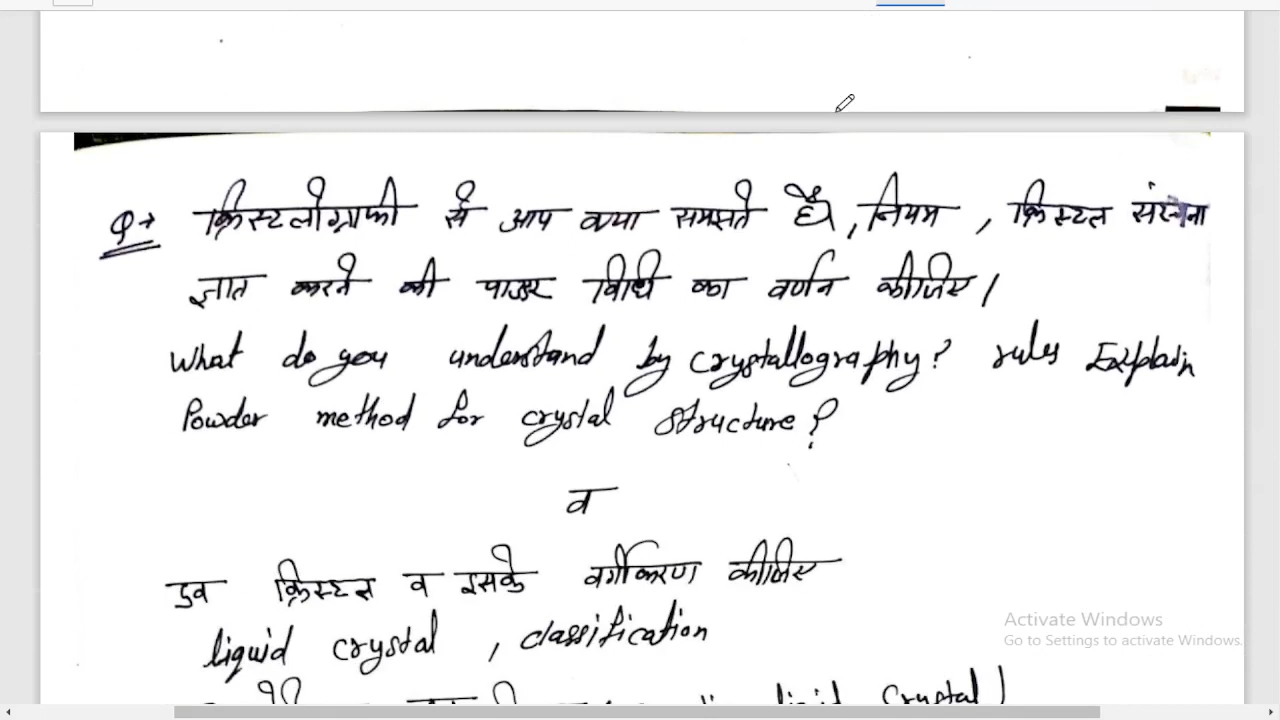 Q→ क्रिस्टलोग्राफी से आप क्या समझते है, नियम , क्रिस्टल संरचना
ज्ञात करने की पाउडर विधि का वर्णन कीजिए।
What do you understand by crystallography? rules Explain
Powder method for crystal structure?
व
द्रव क्रिस्टल व इसके वर्गीकरण कीजिए
liquid crystal , classification
liquid crystal)
Activate Windows
Go to Settings to activate Windows.